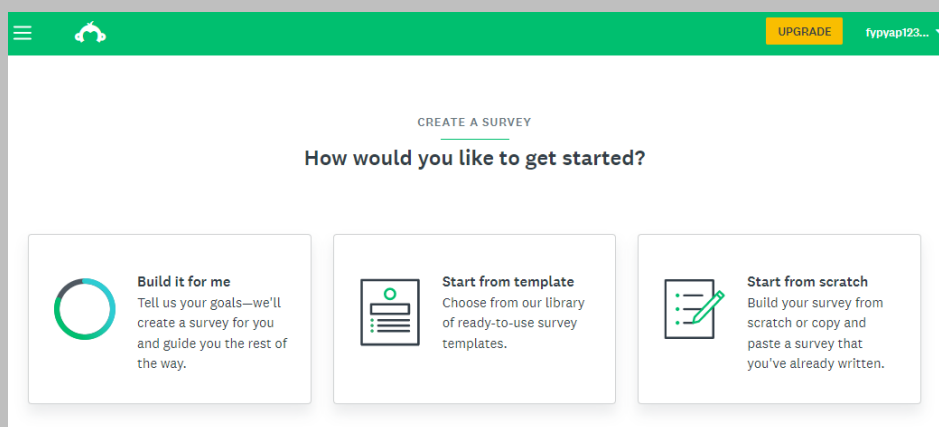 UPGRADE
fypyap123...
CREATE A SURVEY
How would you like to get started?
Build it for me
Tell us your goals—we'll
create a survey for you
and guide you the rest of
the way.
Start from template
Choose from our library
of ready-to-use survey
templates.
Start from scratch
Build your survey from
scratch or copy and
paste a survey that
you've already written.